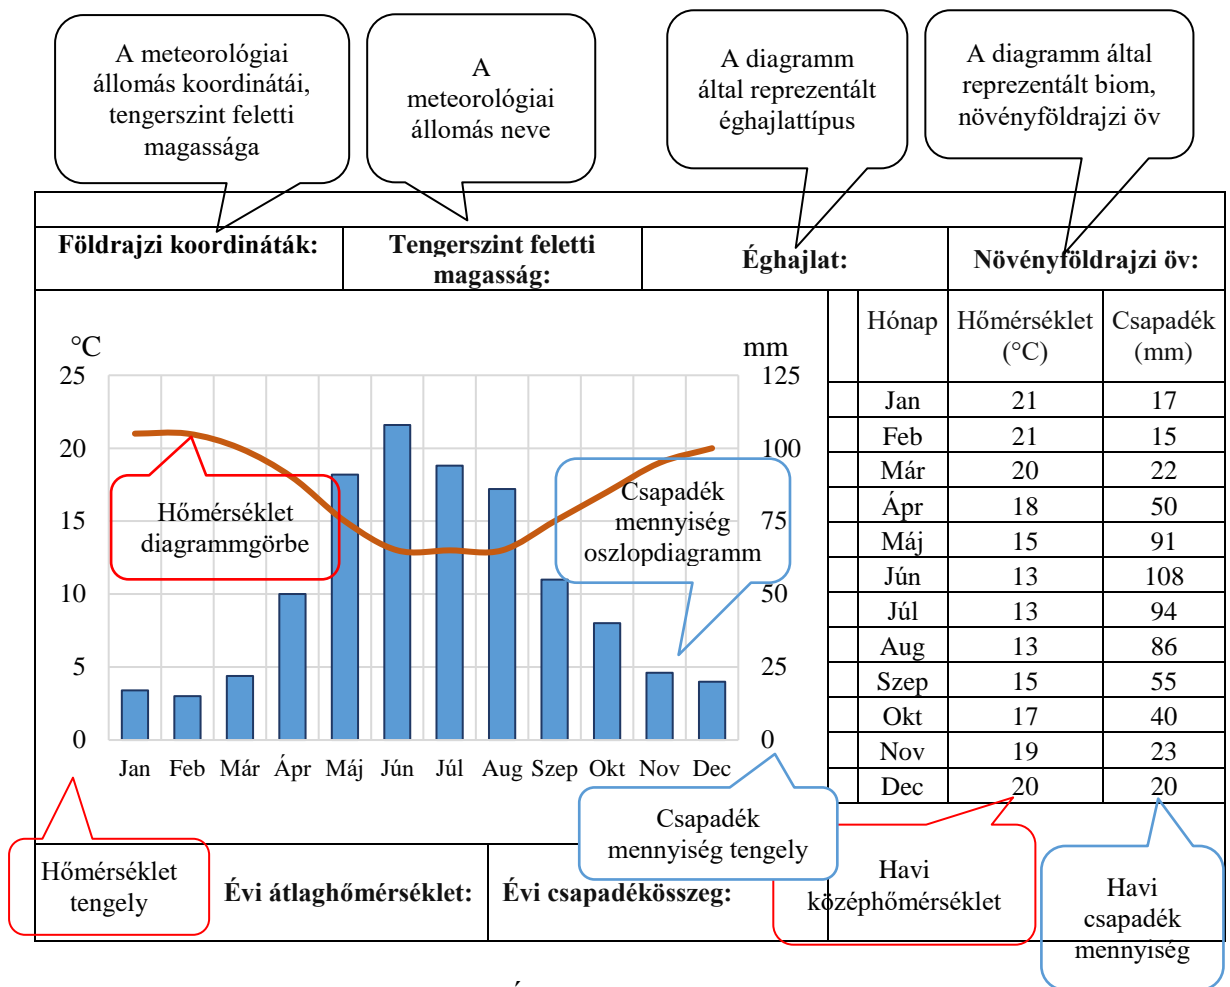 A meteorológiai
állomás koordinátái,
tengerszint feletti
magassága
A
meteorológiai
állomás neve
A diagramm
által reprezentált
éghajlattípus
A diagramm által
reprezentált biom,
növényföldrajzi öv
Földrajzi koordináták:
Tengerszint feletti
magasság:
Éghajlat:
Növényföldrajzi öv:
°C
mm
25
20
15
10
5
0
125
100
75
50
25
0
Hőmérséklet
diagrammgörbe
Csapadék
mennyiség
oszlopdiagramm
Jan Feb Már Ápr Máj Jún Júl Aug Szep Okt Nov Dec
Hónap Hőmérséklet (°C) Csapadék (mm)
Jan 21 17
Feb 21 15
Már 20 22
Ápr 18 50
Máj 15 91
Jún 13 108
Júl 13 94
Aug 13 86
Szep 15 55
Okt 17 40
Nov 19 23
Dec 20 20
Hőmérséklet
tengely
Csapadék
mennyiség tengely
Havi
középhőmérséklet
Havi
csapadék
mennyiség
Évi átlaghőmérséklet:
Évi csapadékösszeg: